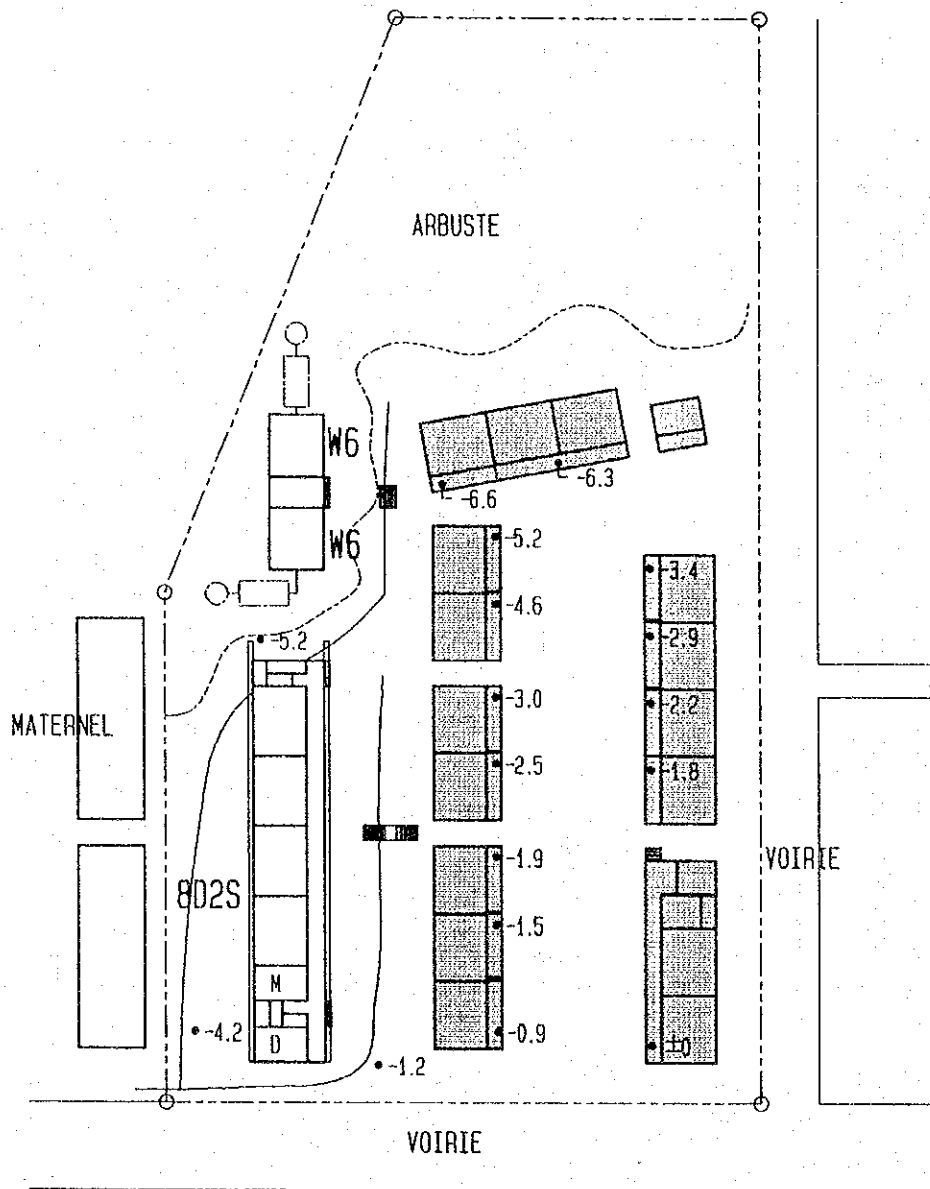 ARBUSTE
W6
-6.3
-6.6
-5.2
W6
-3.4
-4.6
-2.9
-5.2
-3.0
-2.2
MATERNEL
-2.5
-1.8
-1.9
VOIRIE
8D2S
-1.5
M
-4.2
-0.9
D
±0
-1.2
VOIRIE